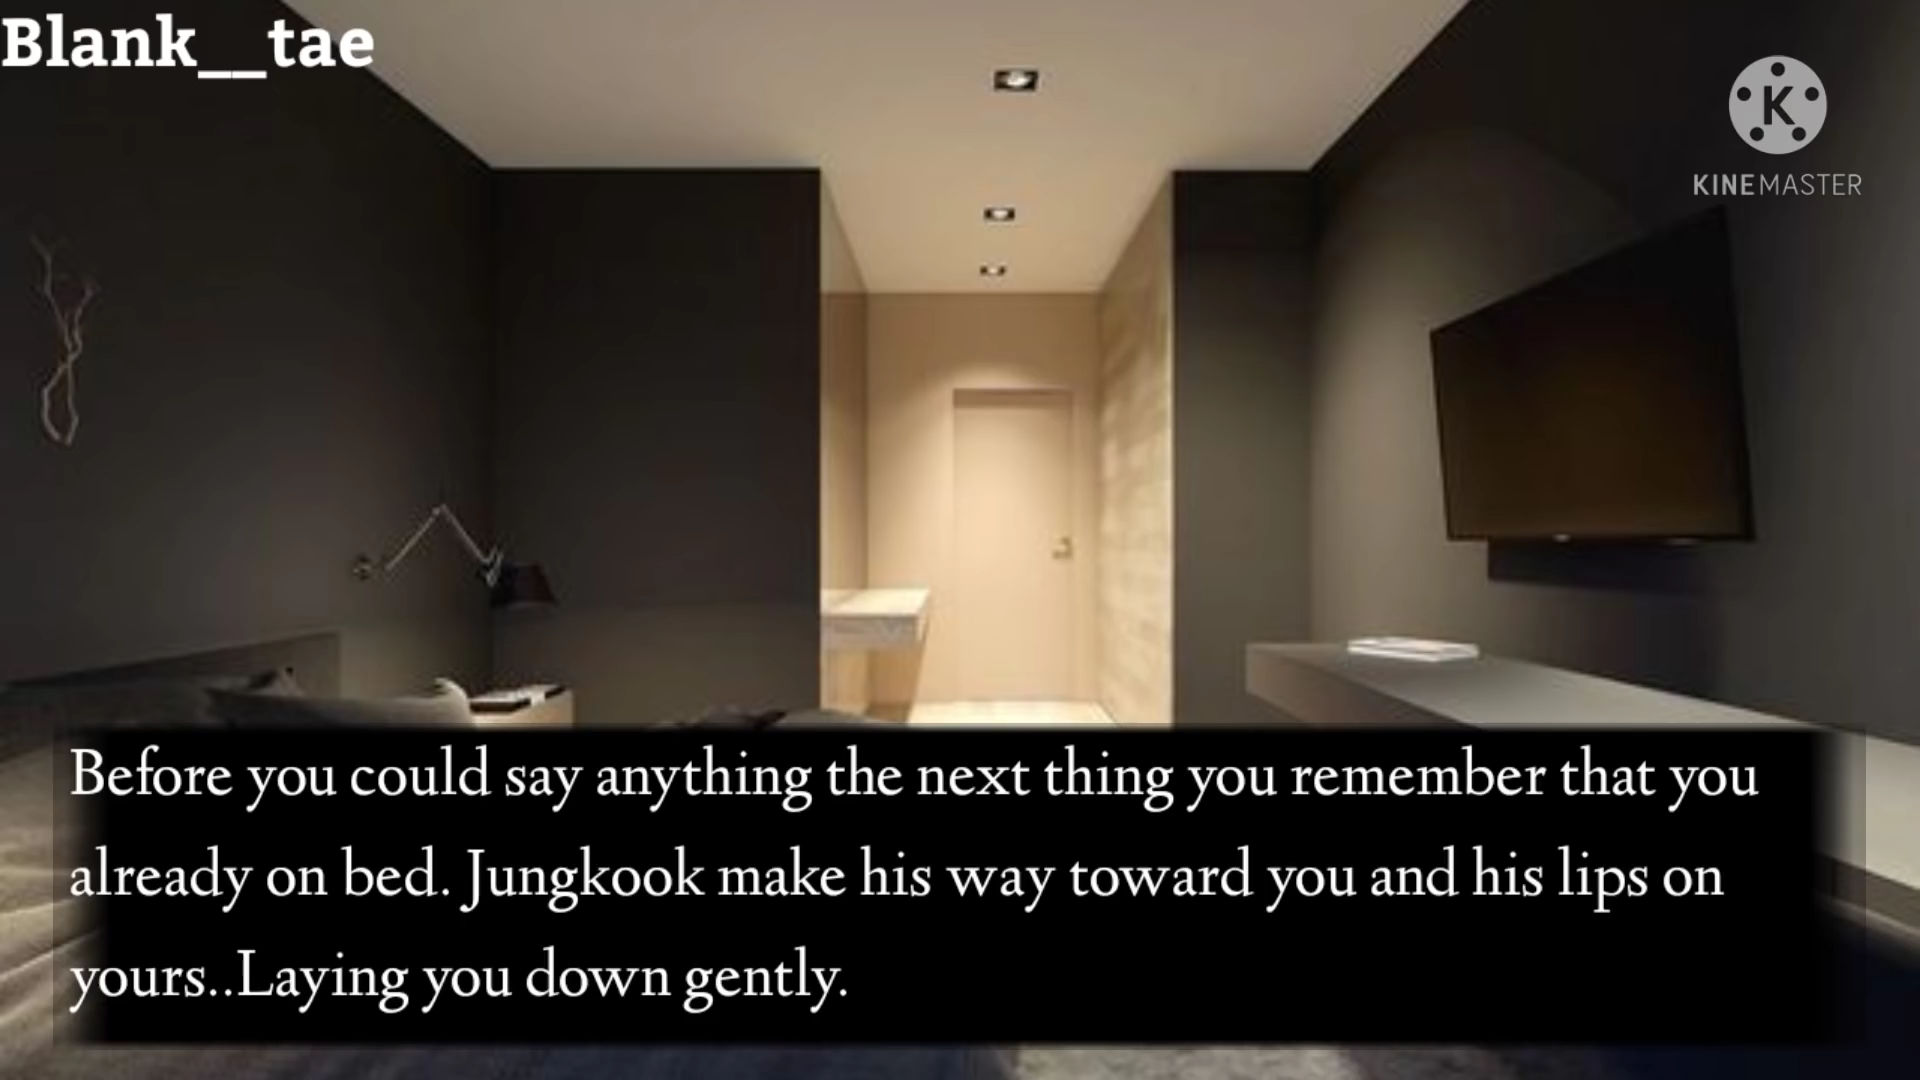 Blank__tae
K
KINEMASTER
Before you could say anything the next thing you remember that you
already on bed. Jungkook make his way toward you and his lips on
yours..Laying you down gently.